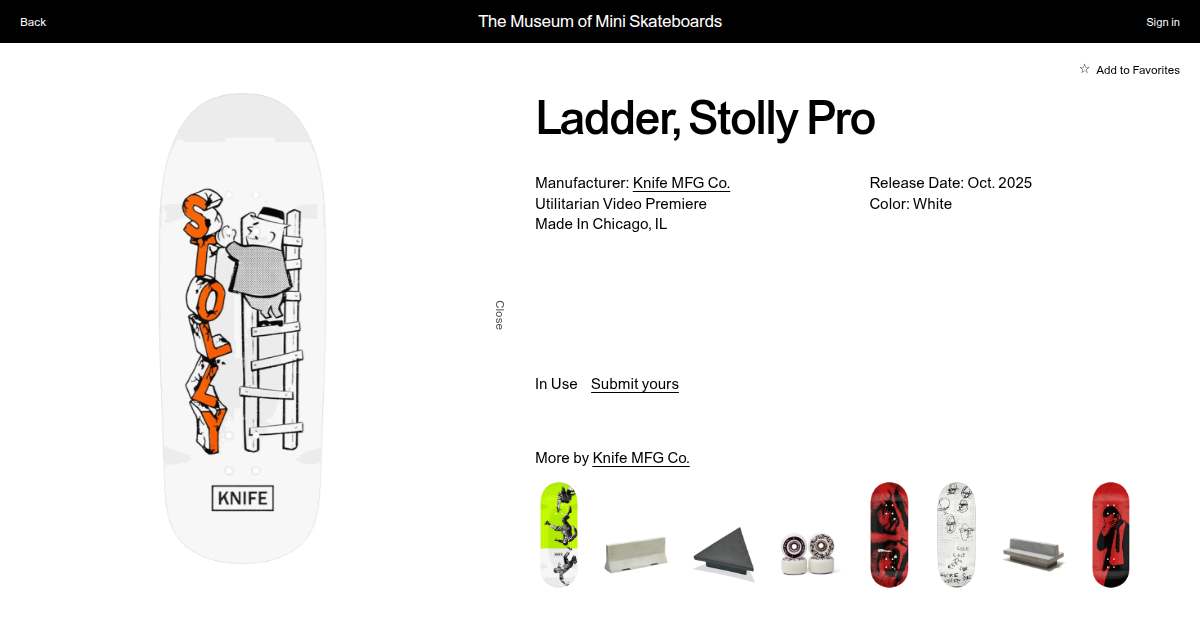 Back
The Museum of Mini Skateboards
Sign in
☆ Add to Favorites
STOLLY
KNIFE
Close
Ladder, Stolly Pro
Manufacturer: Knife MFG Co.
Utilitarian Video Premiere
Made In Chicago, IL
Release Date: Oct. 2025
Color: White
In Use Submit yours
More by Knife MFG Co.